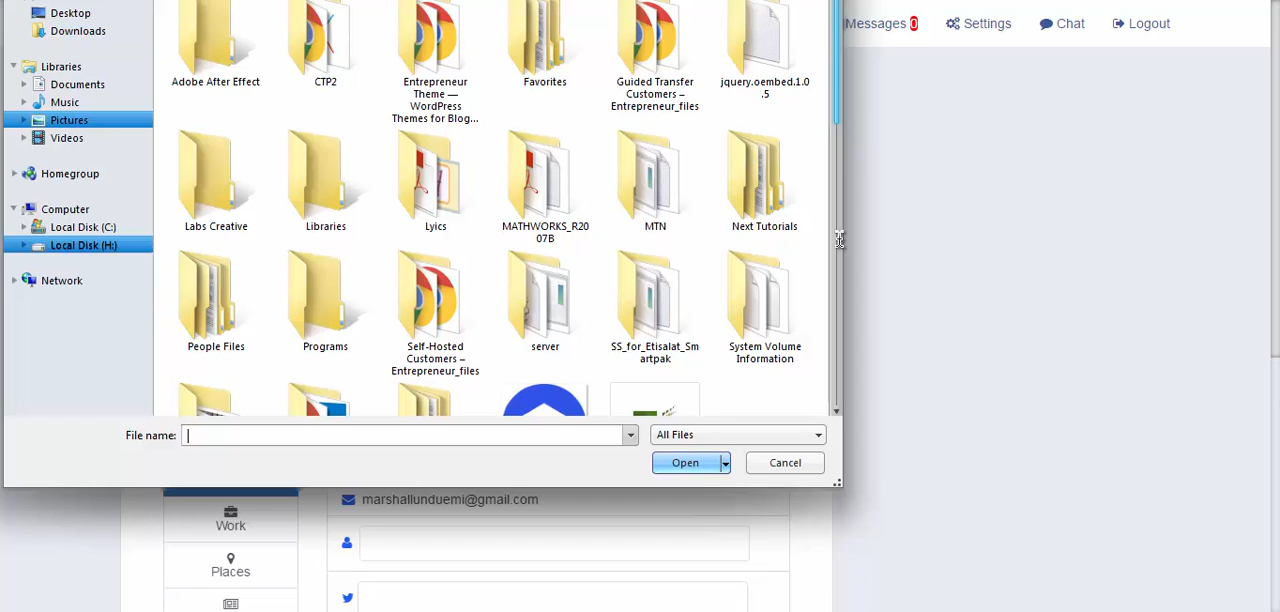 Desktop
Downloads
Libraries
Documents
Music
Pictures
Videos
Homegroup
Computer
Local Disk (C:)
Local Disk (H:)
Network
Adobe After Effect
CTP2
Entrepreneur
Theme —
WordPress
Themes for Blog...
Favorites
Guided Transfer
Customers –
Entrepreneur_files
jquery.oembed.1.0
.5
Labs Creative
Libraries
Lyics
MATHWORKS_R20
07B
MTN
Next Tutorials
People Files
Programs
Self-Hosted
Customers –
Entrepreneur_files
server
SS_for_Etisalat_Sm
artpak
System Volume
Information
File name:
All Files
Open
Cancel
Messages 0
Settings
Chat
Logout
marshallunduemi@gmail.com
Work
Places